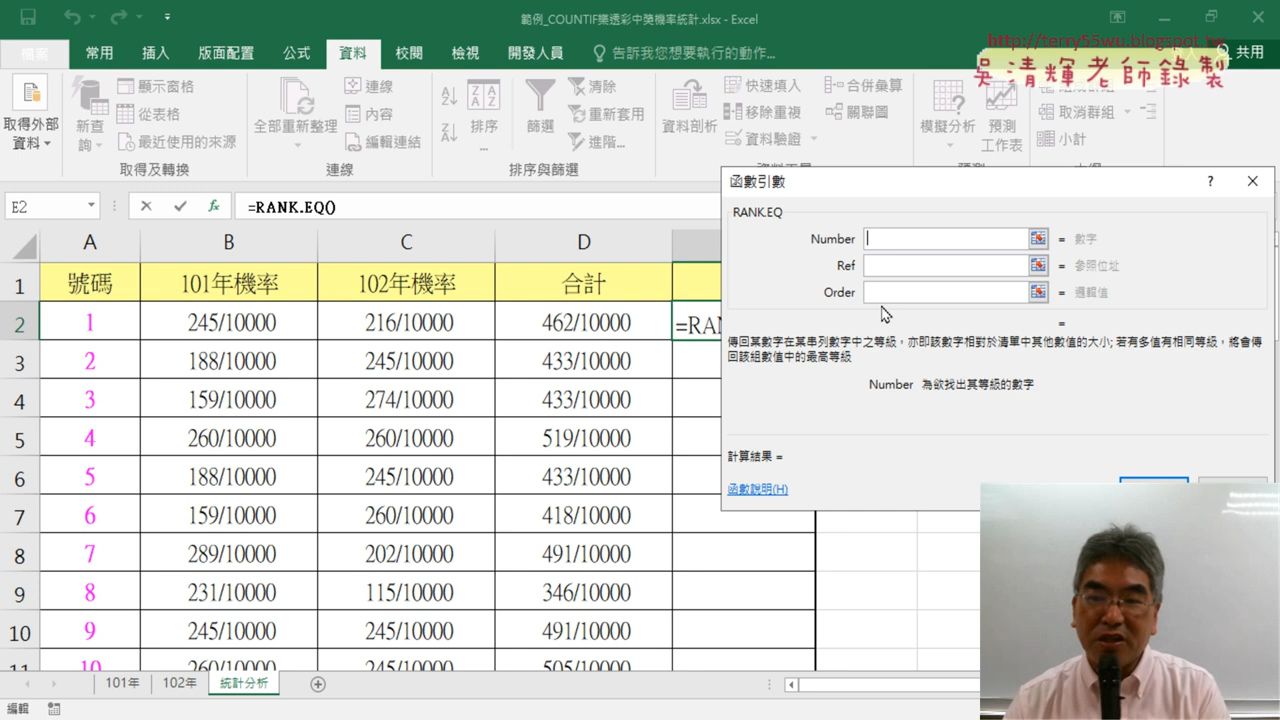 範例_COUNTIF樂透彩中獎機率統計.xlsx - Excel
檔案 常用 插入 版面配置 公式 資料 校閱 檢視 開發人員 告訴我您想要執行的動作... 共用
http://terry55wu.blogspot.tw
吳清輝老師錄製
取得外部資料 新查詢 顯示窗格 從表格 最近使用的來源 全部重新整理 連線 內容 編輯連結 排序... 篩選 清除 重新套用 進階... 資料剖析 快速填入 移除重複 資料驗證 合併彙算 關聯圖 模擬分析 預測工作表 取消群組 小計
取得及轉換 連線 排序與篩選
E2 =RANK.EQ()
A B C D
1 號碼 101年機率 102年機率 合計
2 1 245/10000 216/10000 462/10000 =RAN
3 2 188/10000 245/10000 433/10000
4 3 159/10000 274/10000 433/10000
5 4 260/10000 260/10000 519/10000
6 5 188/10000 245/10000 433/10000
7 6 159/10000 260/10000 418/10000
8 7 289/10000 202/10000 491/10000
9 8 231/10000 115/10000 346/10000
10 9 245/10000 245/10000 491/10000
11 10 260/10000 245/10000 505/10000
函數引數 ?
RANK.EQ
Number = 數字
Ref = 參照位址
Order = 邏輯值
=
傳回某數字在某串列數字中之等級，亦即該數字相對於清單中其他數值的大小; 若有多值有相同等級，將會傳
回該組數值中的最高等級
Number 為欲找出其等級的數字
計算結果 =
函數說明(H)
101年 102年 統計分析
編輯